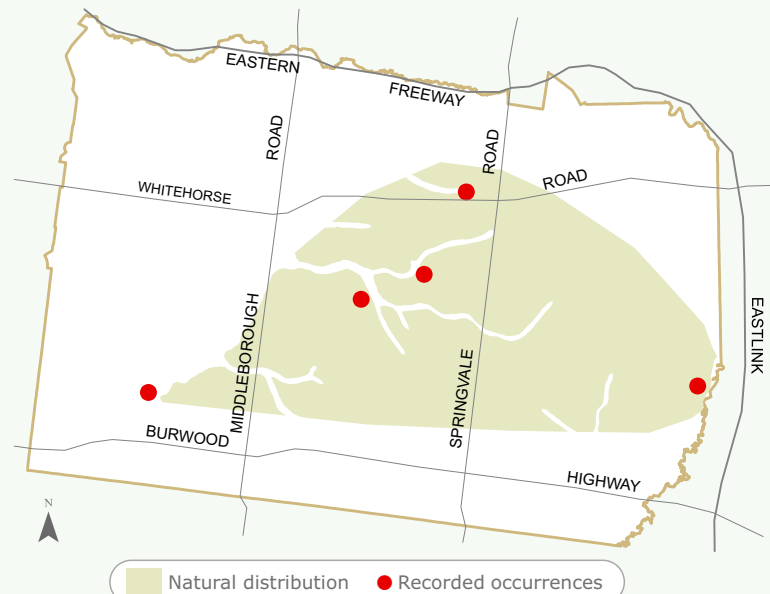 EASTERN
FREEWAY
ROAD
ROAD
ROAD
WHITEHORSE
MIDDLEBOROUGH
SPRINGVALE
EASTLINK
BURWOOD
HIGHWAY
N
Natural distribution
Recorded occurrences